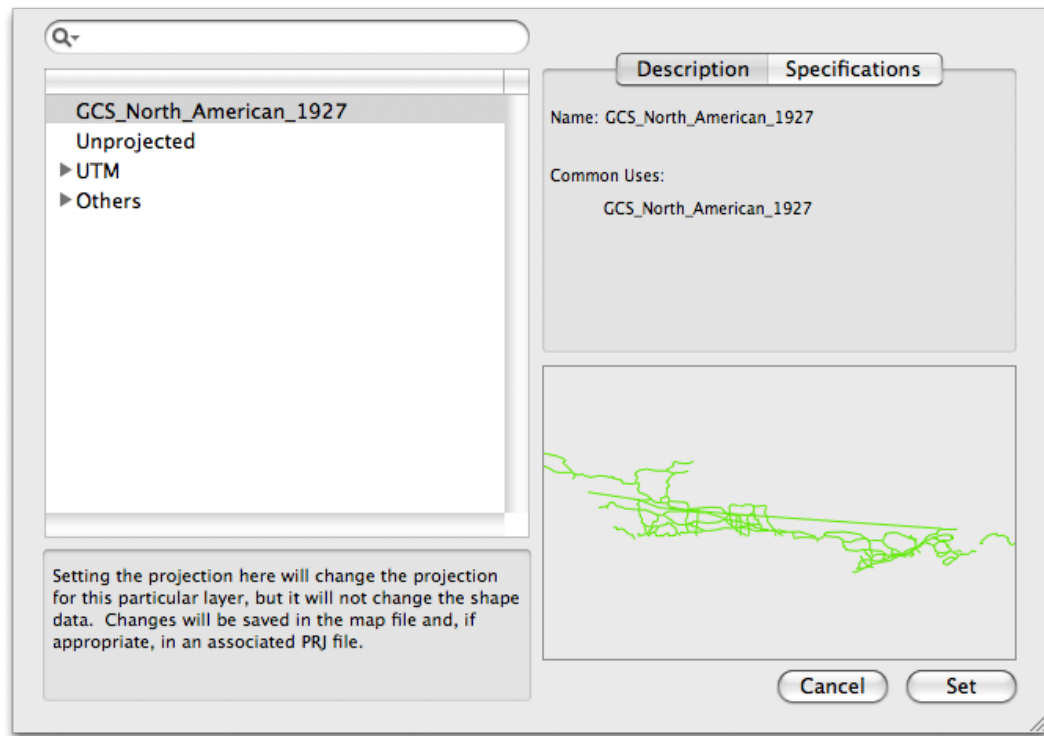 GCS_North_American_1927
Unprojected
UTM
Others
Description Specifications
Name: GCS_North_American_1927
Common Uses:
GCS_North_American_1927
Setting the projection here will change the projection
for this particular layer, but it will not change the shape
data. Changes will be saved in the map file and, if
appropriate, in an associated PRJ file.
Cancel Set